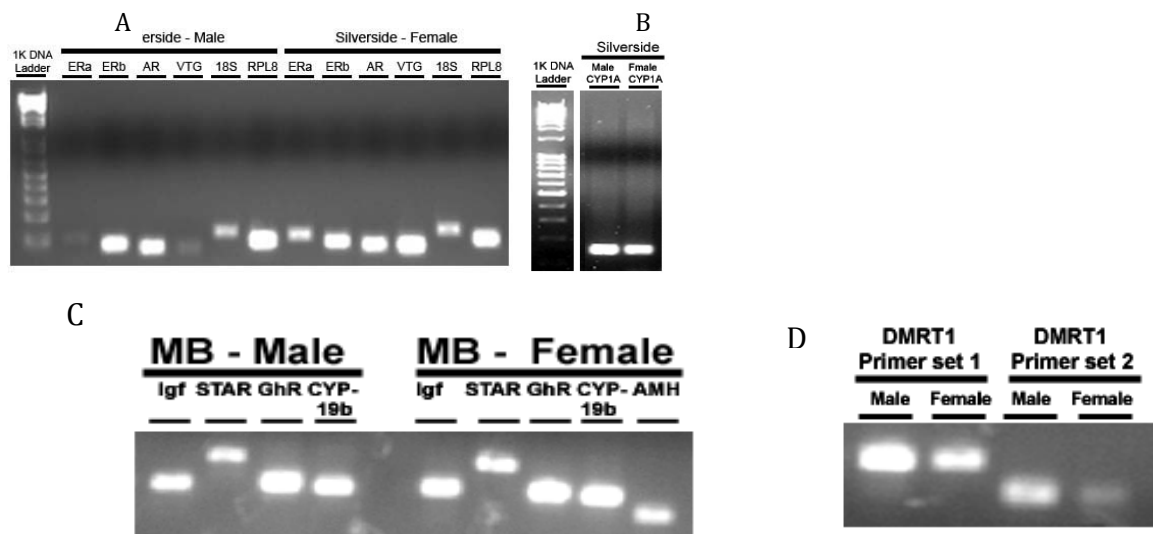 A
erside - Male Silverside - Female
1K DNA
Ladder
ERa ERb AR VTG 18S RPL8 ERa ERb AR VTG 18S RPL8
B
Silverside
1K DNA
Ladder
Male Fmale
CYP1A CYP1A
C
MB - Male MB - Female
Igf STAR GhR CYP- Igf STAR GhR CYP- AMH
19b 19b
D
DMRT1 DMRT1
Primer set 1 Primer set 2
Male Female Male Female